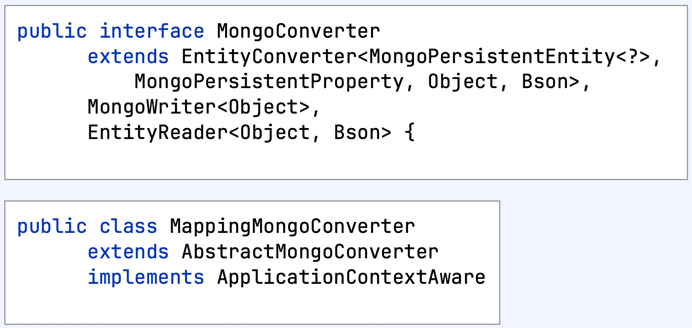 public interface MongoConverter
extends EntityConverter<MongoPersistentEntity<?>,
MongoPersistentProperty, Object, Bson>,
MongoWriter<Object>,
EntityReader<Object, Bson> {
public class MappingMongoConverter
extends AbstractMongoConverter
implements ApplicationContextAware